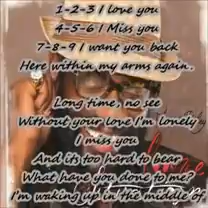 1-2-3 I love you
4-5-6 I Miss you
7-8-9 I want you back
Here within my arms again.
Long time, no see
Without your love I'm lonely
I miss you
And its too hard to bear
What have you done to me?
I'm waking up in the middle of